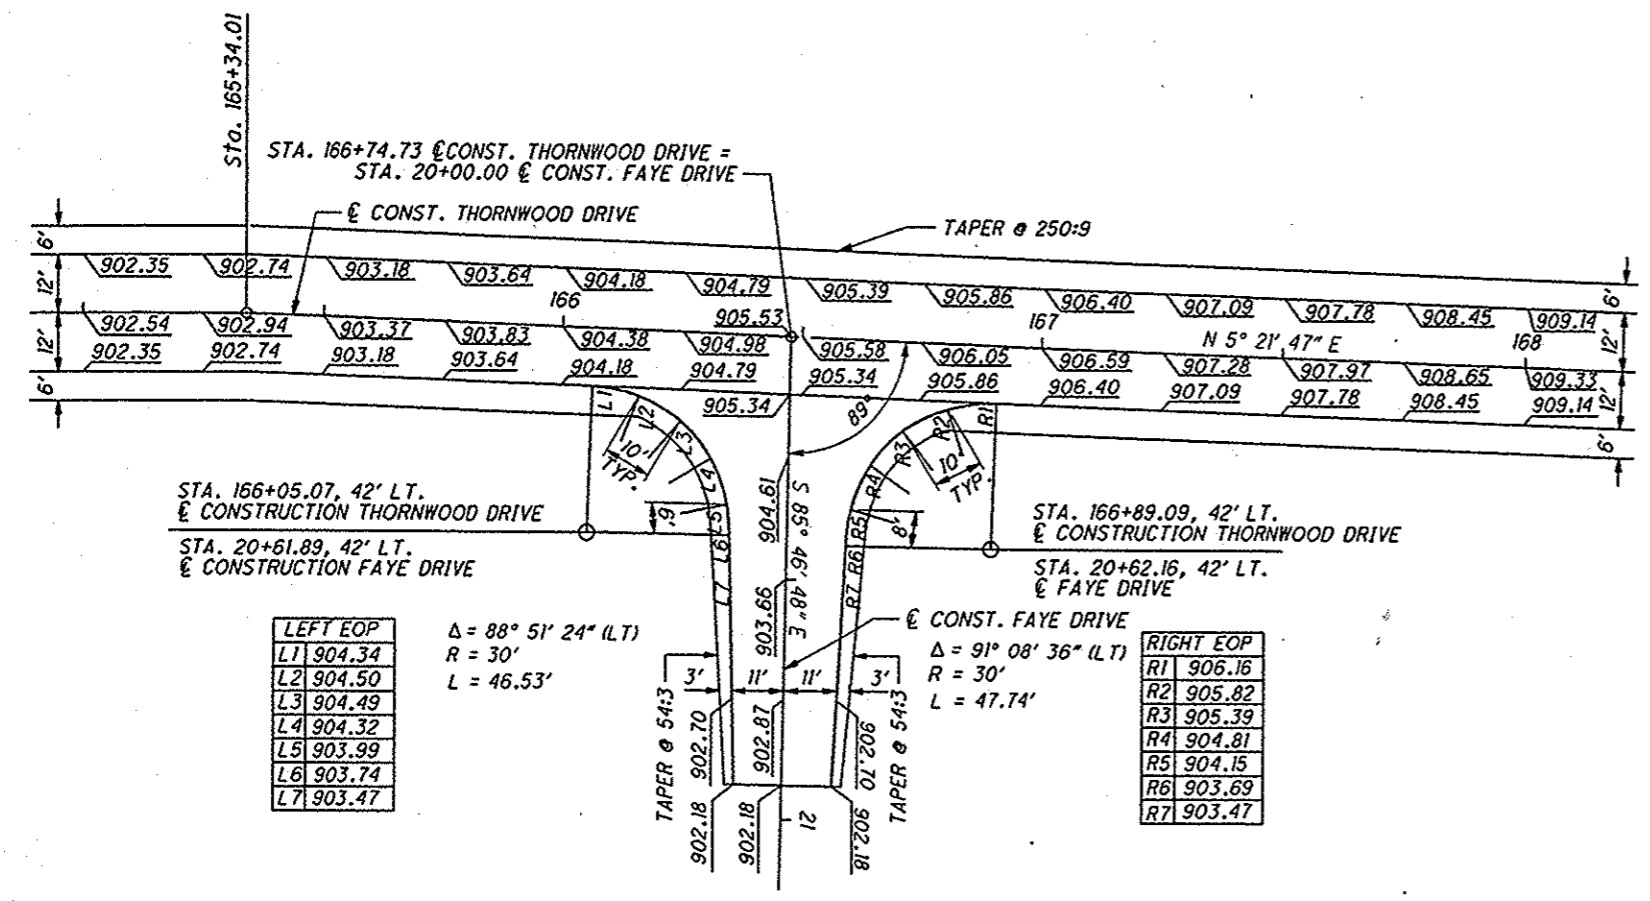 Sta. 165+34.01
STA. 166+74.73 ℄ CONST. THORNWOOD DRIVE =
STA. 20+00.00 ℄ CONST. FAYE DRIVE
℄ CONST. THORNWOOD DRIVE
TAPER @ 250:9
6' 6'
902.35 902.74 903.18 903.64 904.18 904.79 905.39 905.86 906.40 907.09 907.78 908.45 909.14
12' 12'
166 905.53 167 N 5° 21' 47" E 168
902.54 902.94 903.37 903.83 904.38 904.98 905.58 906.05 906.59 907.28 907.97 908.65 909.33
12' 12'
902.35 902.74 903.18 903.64 904.18 904.79 905.34 905.86 906.40 907.09 907.78 908.45 909.14
6' 6'
905.34
89°
L1 L2 L3 L4 L5 L6 L7
R1 R2 R3 R4 R5 R6 R7
10' TYP.
10' TYP.
9'
8'
STA. 166+05.07, 42' LT.
℄ CONSTRUCTION THORNWOOD DRIVE
STA. 20+61.89, 42' LT.
℄ CONSTRUCTION FAYE DRIVE
STA. 166+89.09, 42' LT.
℄ CONSTRUCTION THORNWOOD DRIVE
STA. 20+62.16, 42' LT.
℄ FAYE DRIVE
904.61
S 85° 46' 48" E
903.66
℄ CONST. FAYE DRIVE
LEFT EOP
L1 904.34
L2 904.50
L3 904.49
L4 904.32
L5 903.99
L6 903.74
L7 903.47
Δ = 88° 51' 24" (LT)
R = 30'
L = 46.53'
Δ = 91° 08' 36" (LT)
R = 30'
L = 47.74'
RIGHT EOP
R1 906.16
R2 905.82
R3 905.39
R4 904.81
R5 904.15
R6 903.69
R7 903.47
3' 11' 11' 3'
TAPER @ 54:3
902.70
902.87
902.70
TAPER @ 54:3
902.18
902.18
21
902.18